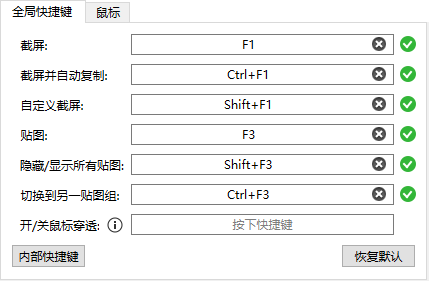 全局快捷键 鼠标
截屏: F1
截屏并自动复制: Ctrl+F1
自定义截屏: Shift+F1
贴图: F3
隐藏/显示所有贴图: Shift+F3
切换到另一贴图组: Ctrl+F3
开/关鼠标穿透: 按下快捷键
内部快捷键 恢复默认